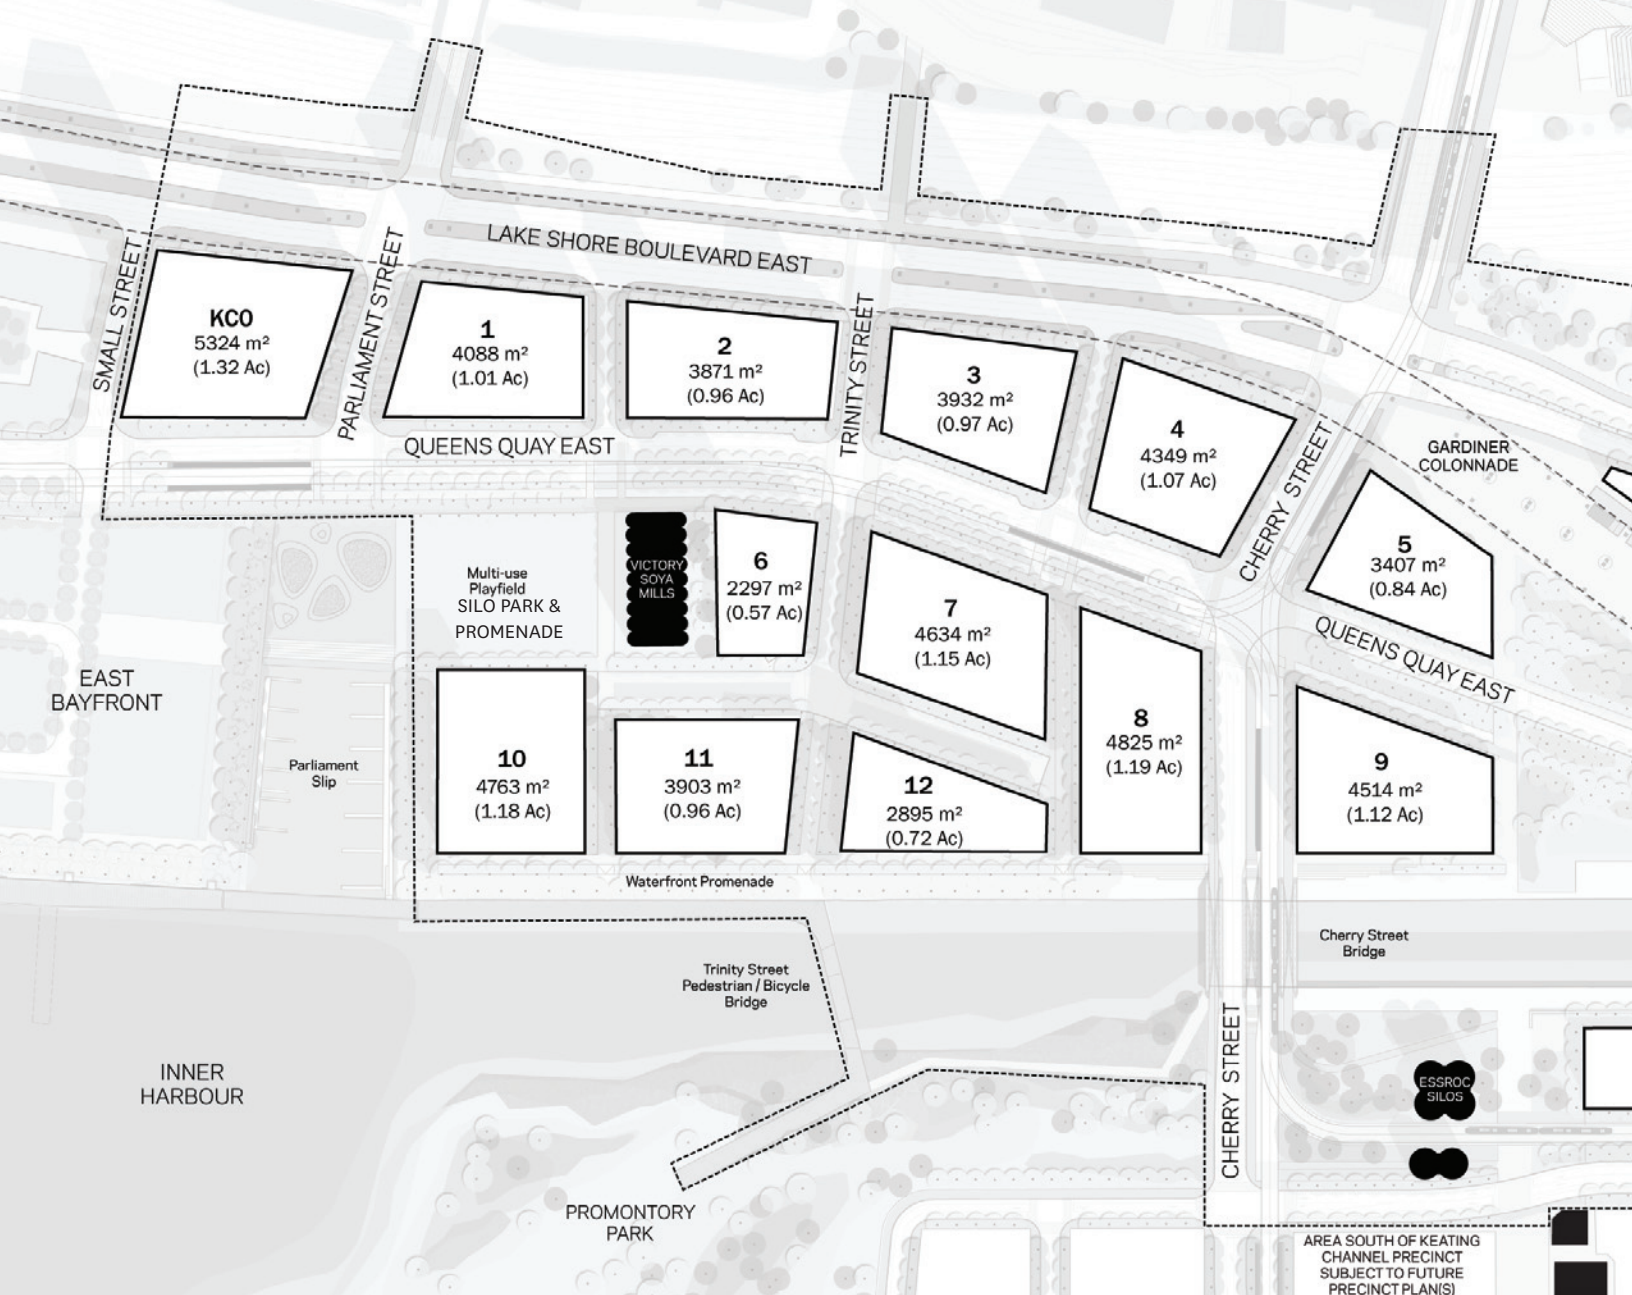 LAKE SHORE BOULEVARD EAST
SMALL STREET
PARLIAMENT STREET
TRINITY STREET
KC0
5324 m²
(1.32 Ac)
1
4088 m²
(1.01 Ac)
2
3871 m²
(0.96 Ac)
3
3932 m²
(0.97 Ac)
4
4349 m²
(1.07 Ac)
CHERRY STREET
GARDINER
COLONNADE
QUEENS QUAY EAST
5
3407 m²
(0.84 Ac)
QUEENS QUAY EAST
Multi-use
Playfield
SILO PARK &
PROMENADE
VICTORY
SOYA
MILLS
6
2297 m²
(0.57 Ac)
7
4634 m²
(1.15 Ac)
8
4825 m²
(1.19 Ac)
9
4514 m²
(1.12 Ac)
EAST
BAYFRONT
Parliament
Slip
10
4763 m²
(1.18 Ac)
11
3903 m²
(0.96 Ac)
12
2895 m²
(0.72 Ac)
Waterfront Promenade
Trinity Street
Pedestrian / Bicycle
Bridge
Cherry Street
Bridge
INNER
HARBOUR
CHERRY STREET
ESSROC
SILOS
PROMONTORY
PARK
AREA SOUTH OF KEATING
CHANNEL PRECINCT
SUBJECT TO FUTURE
PRECINCT PLAN(S)